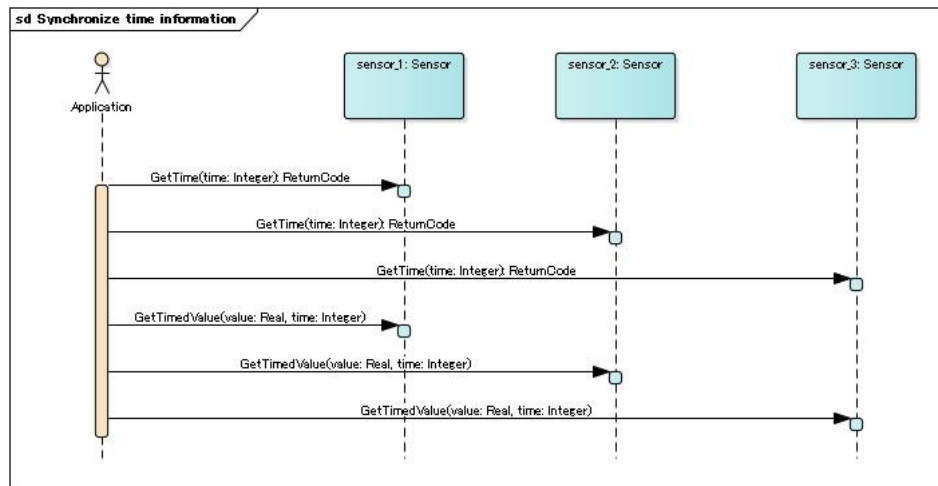 sd Synchronize time information
sensor_1: Sensor
sensor_2: Sensor
sensor_3: Sensor
Application
GetTime(time: Integer): ReturnCode
GetTime(time: Integer): ReturnCode
GetTime(time: Integer): ReturnCode
GetTimedValue(value: Real, time: Integer)
GetTimedValue(value: Real, time: Integer)
GetTimedValue(value: Real, time: Integer)